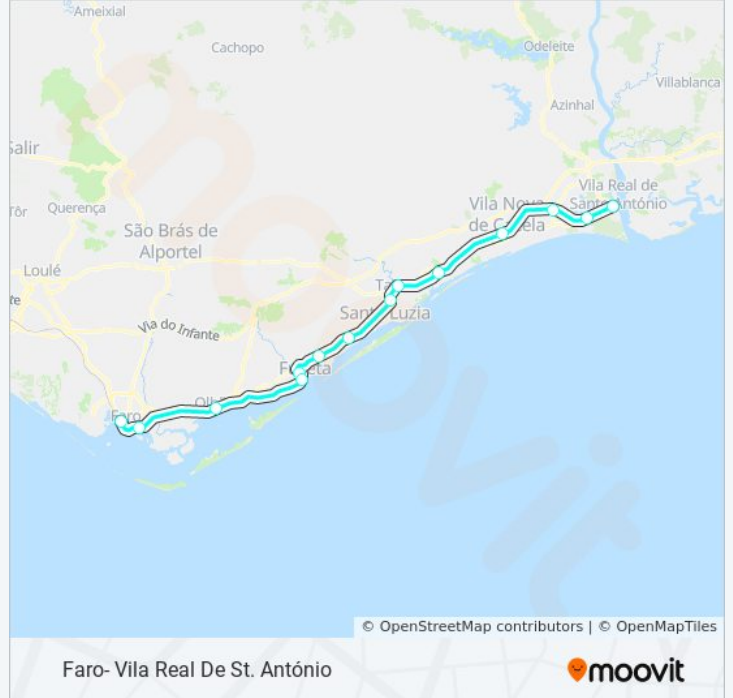 Ameixial
Cachopo
Odeleite
Villablanca
Azinhal
Salir
Vila Real de
Santo António
Vila Nova
de Cacela
Querença
São Brás de
Alportel
Loulé
Santa Luzia
Via do Infante
Faro
© OpenStreetMap contributors | © OpenMapTiles
Faro- Vila Real De St. António
moovit